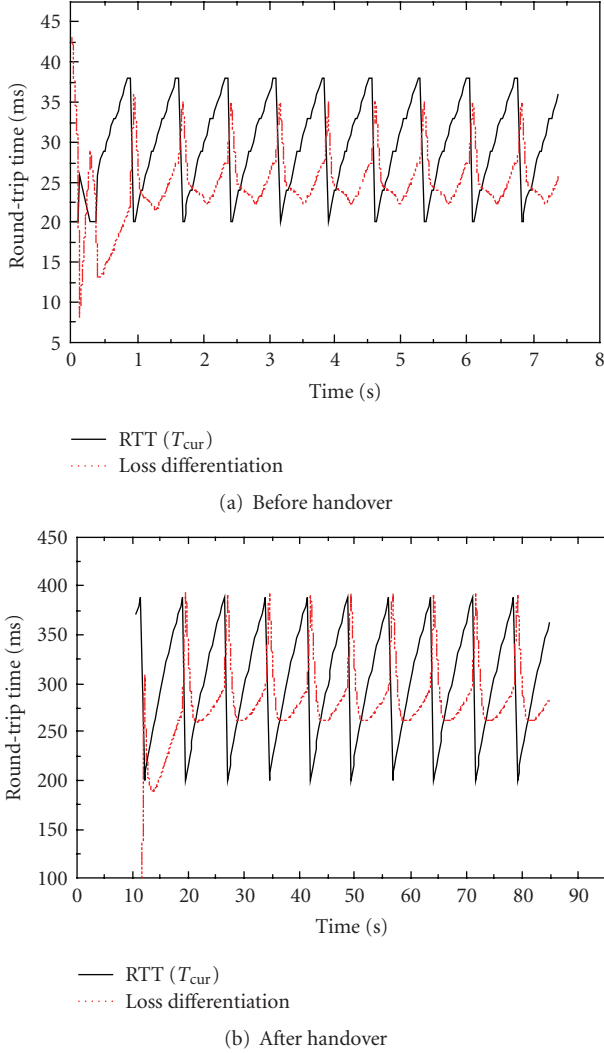 45
40
35
30
25
20
15
10
5
Round-trip time (ms)
0 1 2 3 4 5 6 7 8
Time (s)
RTT (T_cur)
Loss differentiation
(a) Before handover
450
400
350
300
250
200
150
100
Round-trip time (ms)
0 10 20 30 40 50 60 70 80 90
Time (s)
RTT (T_cur)
Loss differentiation
(b) After handover